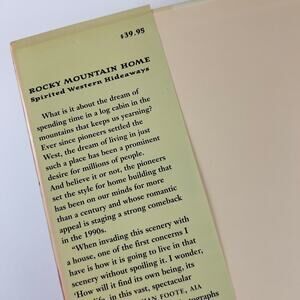 $39.95
ROCKY MOUNTAIN HOME
Spirited Western Hideaways
What is it about the dream of
spending time in a log cabin in the
mountains that keeps us yearning?
Ever since pioneers settled the
West, the dream of living in just
such a place has been a prominent
desire for millions of people.
And believe it or not, the pioneers
set the style for home building that
has been on our minds for more
than a century and whose romantic
appeal is staging a strong comeback
in the 1990s.
"When invading this scenery with
a house, one of the first concerns I
have is how it is going to live in that
scenery without spoiling it. I wonder,
'How will it find its own being, its
life, in this vast, spectacular
FOOTE, AIA